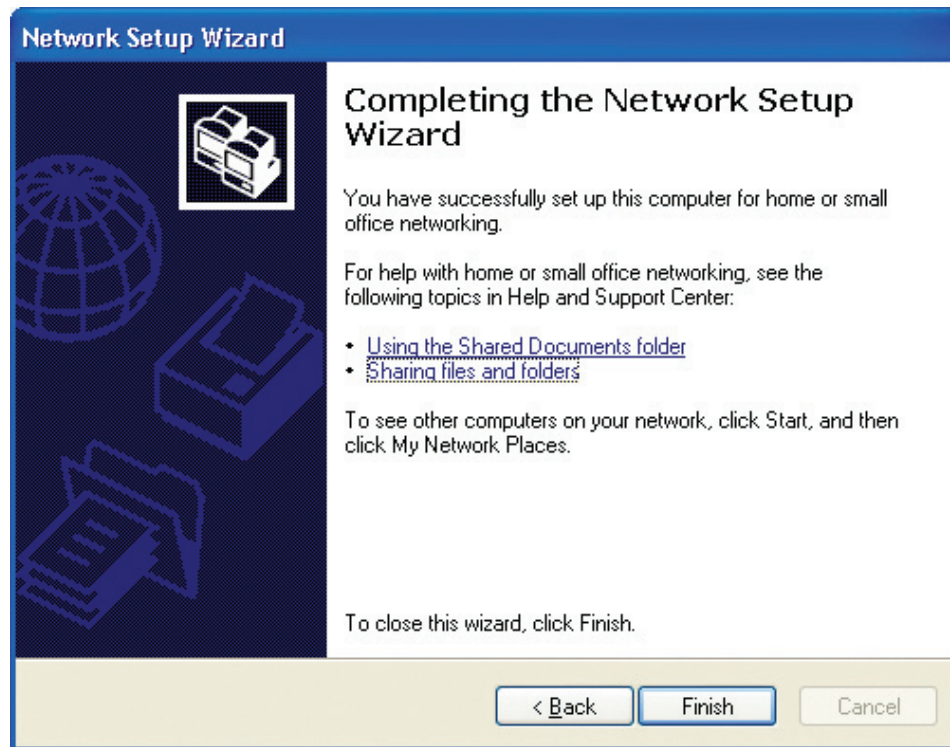 Network Setup Wizard
Completing the Network Setup
Wizard
You have successfully set up this computer for home or small
office networking.
For help with home or small office networking, see the
following topics in Help and Support Center:
• Using the Shared Documents folder
• Sharing files and folders
To see other computers on your network, click Start, and then
click My Network Places.
To close this wizard, click Finish.
< Back Finish Cancel